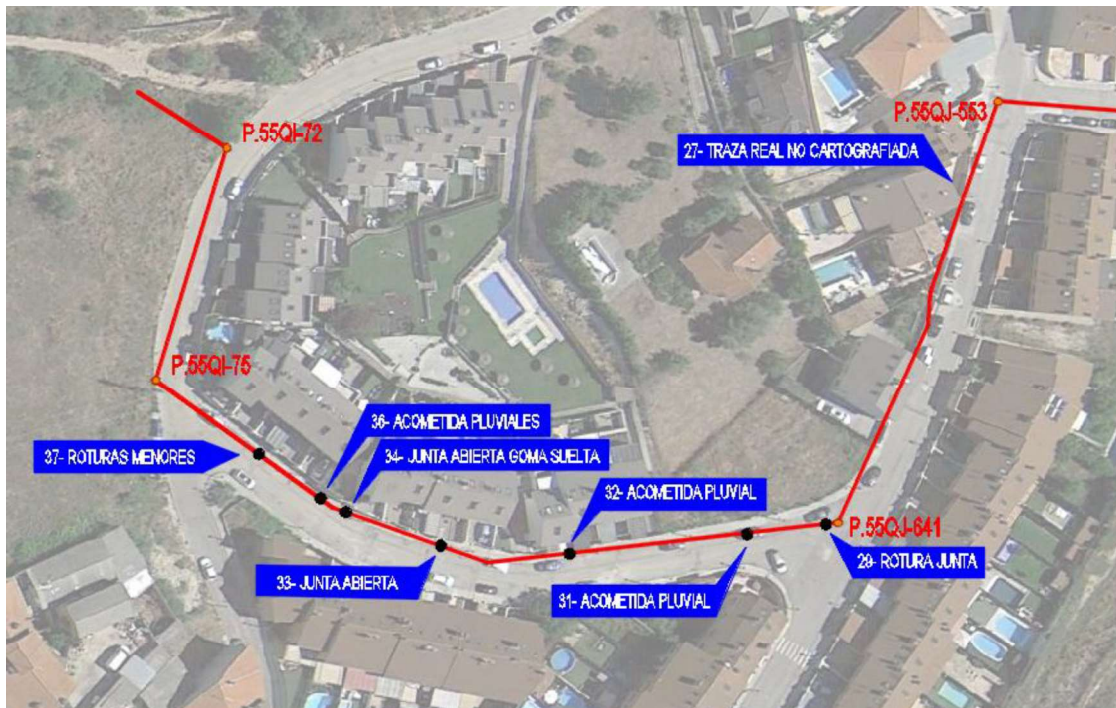 P.55QJ-553
P.55QI-72
27- TRAZA REAL NO CARTOGRAFIADA
P.55QI-75
36- ACOMETIDA PLUVIALES
37- ROTURAS MENORES
34- JUNTA ABIERTA GOMA SUELTA
32- ACOMETIDA PLUVIAL
P.55QJ-641
29- ROTURA JUNTA
33- JUNTA ABIERTA
31- ACOMETIDA PLUVIAL